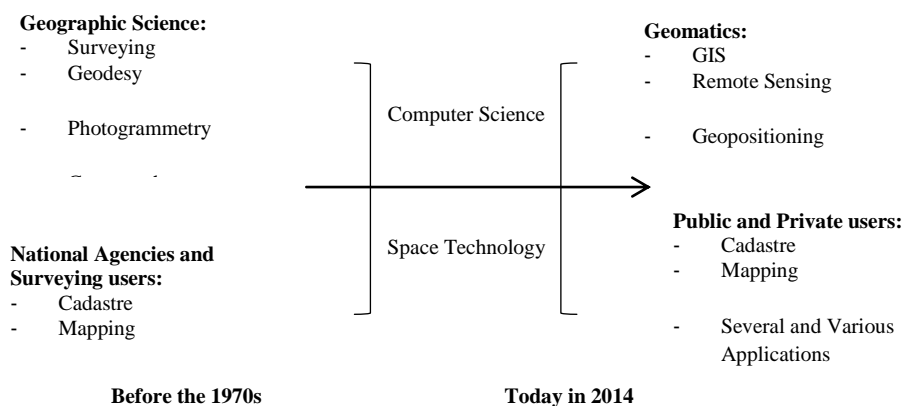 Geographic Science:
- Surveying
- Geodesy
- Photogrammetry
National Agencies and
Surveying users:
- Cadastre
- Mapping
Computer Science
Space Technology
Geomatics:
- GIS
- Remote Sensing
- Geopositioning
Public and Private users:
- Cadastre
- Mapping
- Several and Various
Applications
Before the 1970s
Today in 2014